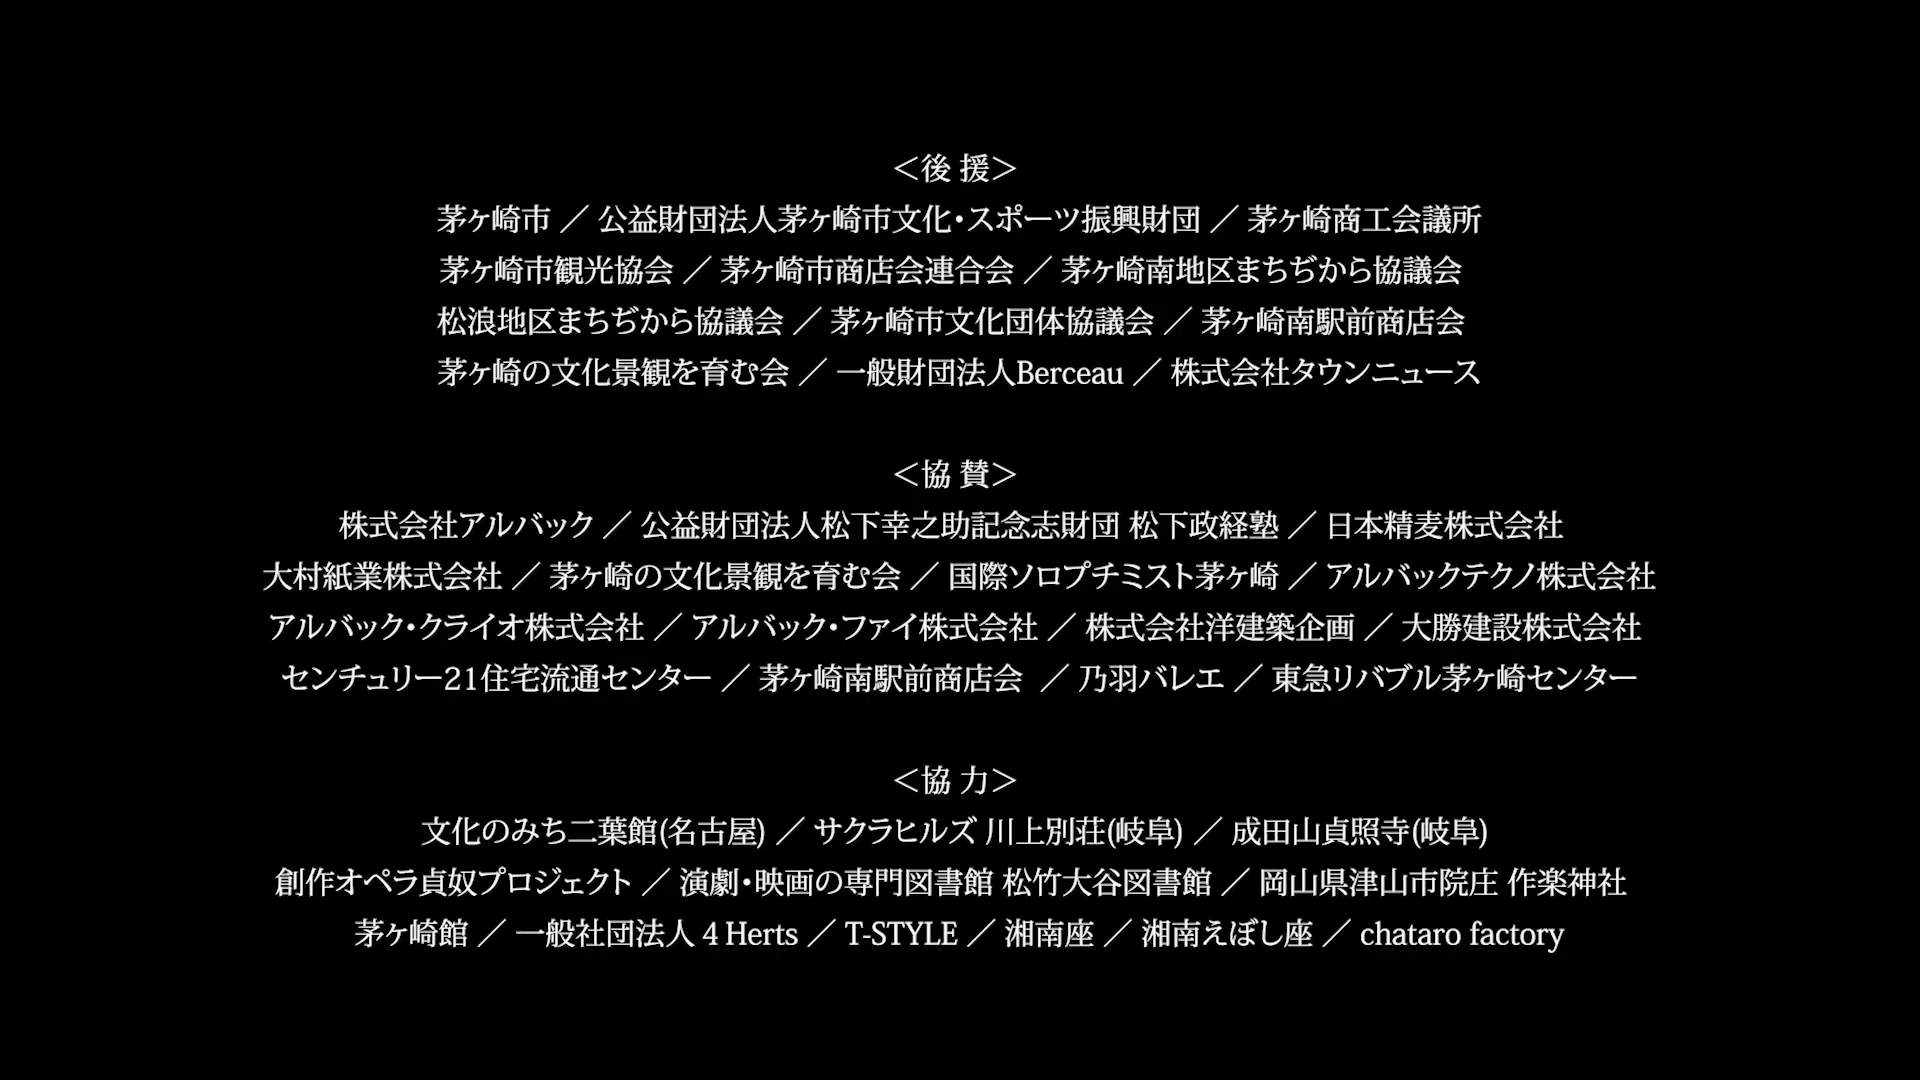 ＜後 援＞
茅ヶ崎市 ／ 公益財団法人茅ヶ崎市文化・スポーツ振興財団 ／ 茅ヶ崎商工会議所
茅ヶ崎市観光協会 ／ 茅ヶ崎市商店会連合会 ／ 茅ヶ崎南地区まちぢから協議会
松浪地区まちぢから協議会 ／ 茅ヶ崎市文化団体協議会 ／ 茅ヶ崎南駅前商店会
茅ヶ崎の文化景観を育む会 ／ 一般財団法人Berceau ／ 株式会社タウンニュース
＜協 賛＞
株式会社アルバック ／ 公益財団法人松下幸之助記念志財団 松下政経塾 ／ 日本精麦株式会社
大村紙業株式会社 ／ 茅ヶ崎の文化景観を育む会 ／ 国際ソロプチミスト茅ヶ崎 ／ アルバックテクノ株式会社
アルバック・クライオ株式会社 ／ アルバック・ファイ株式会社 ／ 株式会社洋建築企画 ／ 大勝建設株式会社
センチュリー21住宅流通センター ／ 茅ヶ崎南駅前商店会 ／ 乃羽バレエ ／ 東急リバブル茅ヶ崎センター
＜協 力＞
文化のみち二葉館(名古屋) ／ サクラヒルズ 川上別荘(岐阜) ／ 成田山貞照寺(岐阜)
創作オペラ貞奴プロジェクト ／ 演劇・映画の専門図書館 松竹大谷図書館 ／ 岡山県津山市院庄 作楽神社
茅ヶ崎館 ／ 一般社団法人 4 Herts ／ T-STYLE ／ 湘南座 ／ 湘南えぼし座 ／ chataro factory